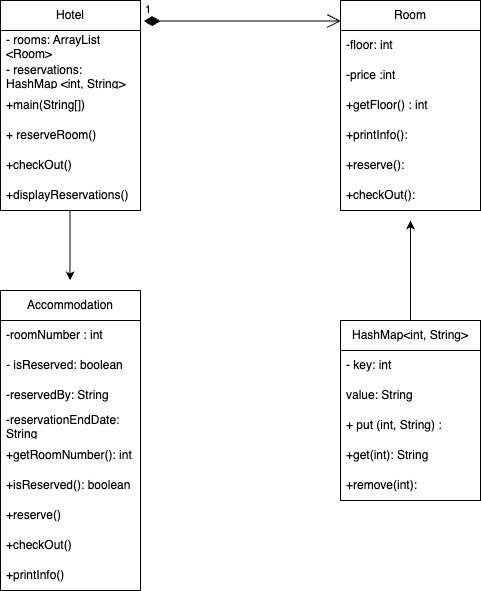 Hotel
- rooms: ArrayList
<Room>
- reservations:
HashMap <int, String>
+main(String[])
+ reserveRoom()
+checkOut()
+displayReservations()
1
Room
-floor: int
-price :int
+getFloor() : int
+printInfo():
+reserve():
+checkOut():
Accommodation
-roomNumber : int
- isReserved: boolean
-reservedBy: String
-reservationEndDate:
String
+getRoomNumber(): int
+isReserved(): boolean
+reserve()
+checkOut()
+printInfo()
HashMap<int, String>
- key: int
value: String
+ put (int, String) :
+get(int): String
+remove(int):